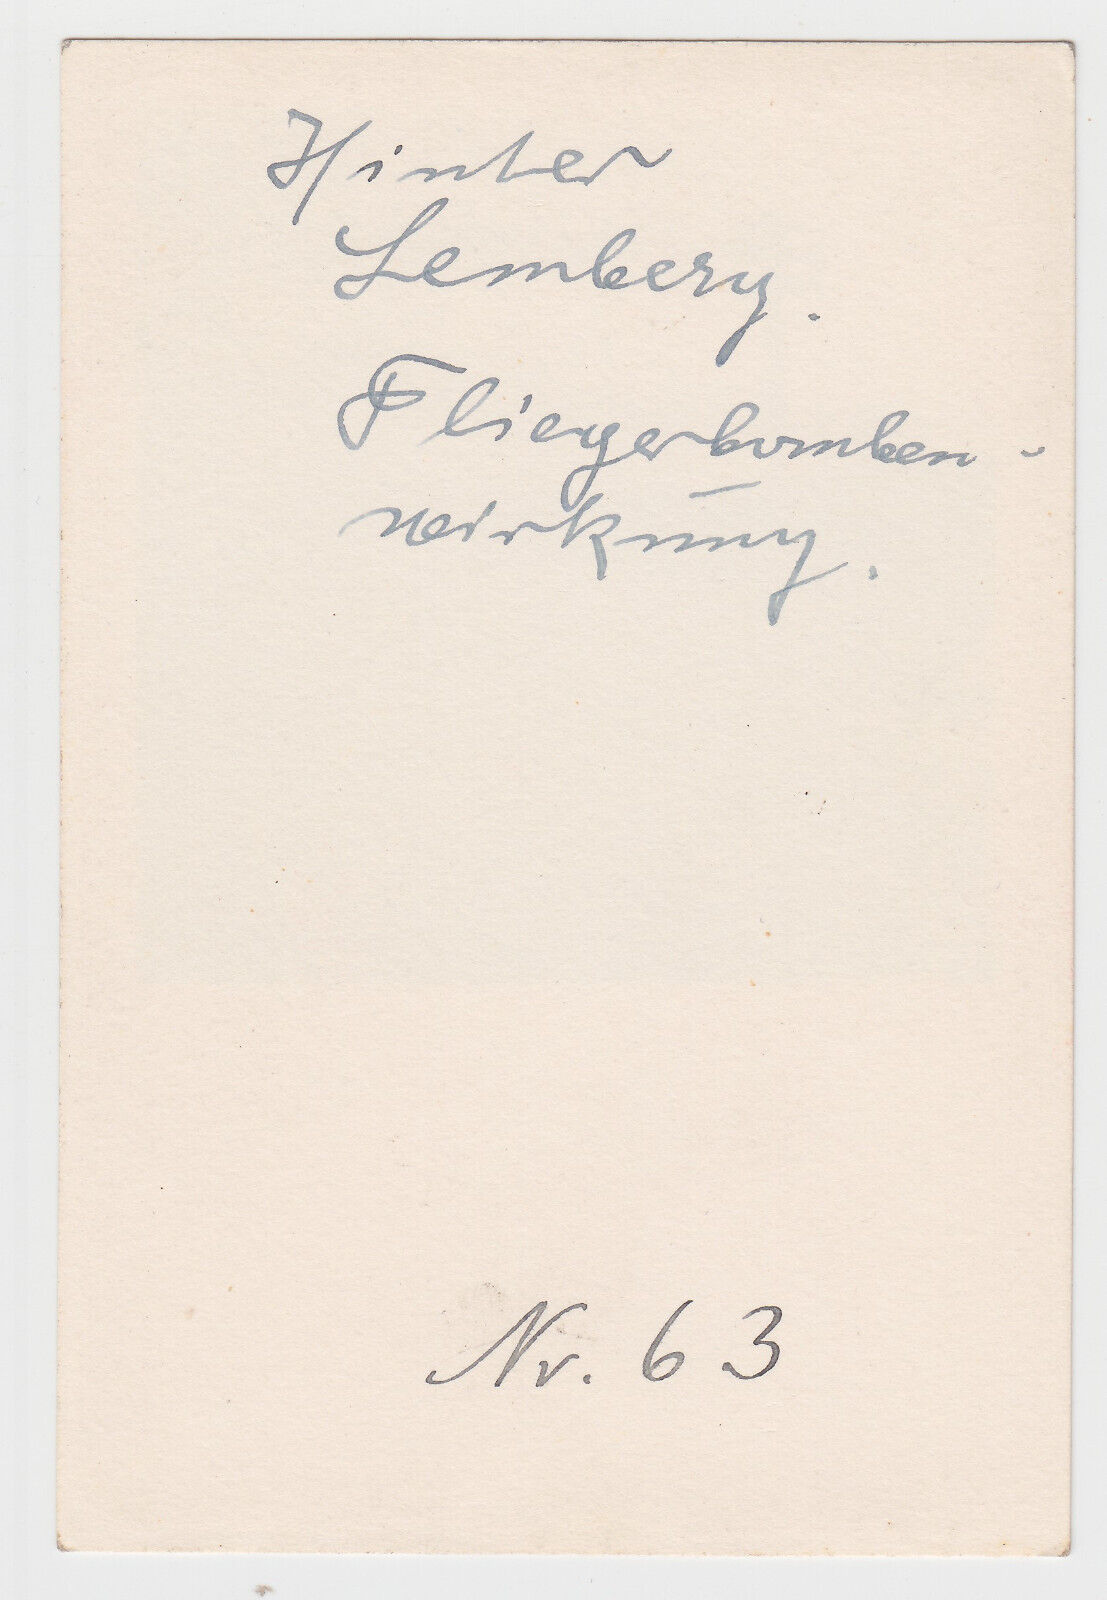 Hinter
Lemberg.
Fliegerbomben-
wirkung.
Nr. 63